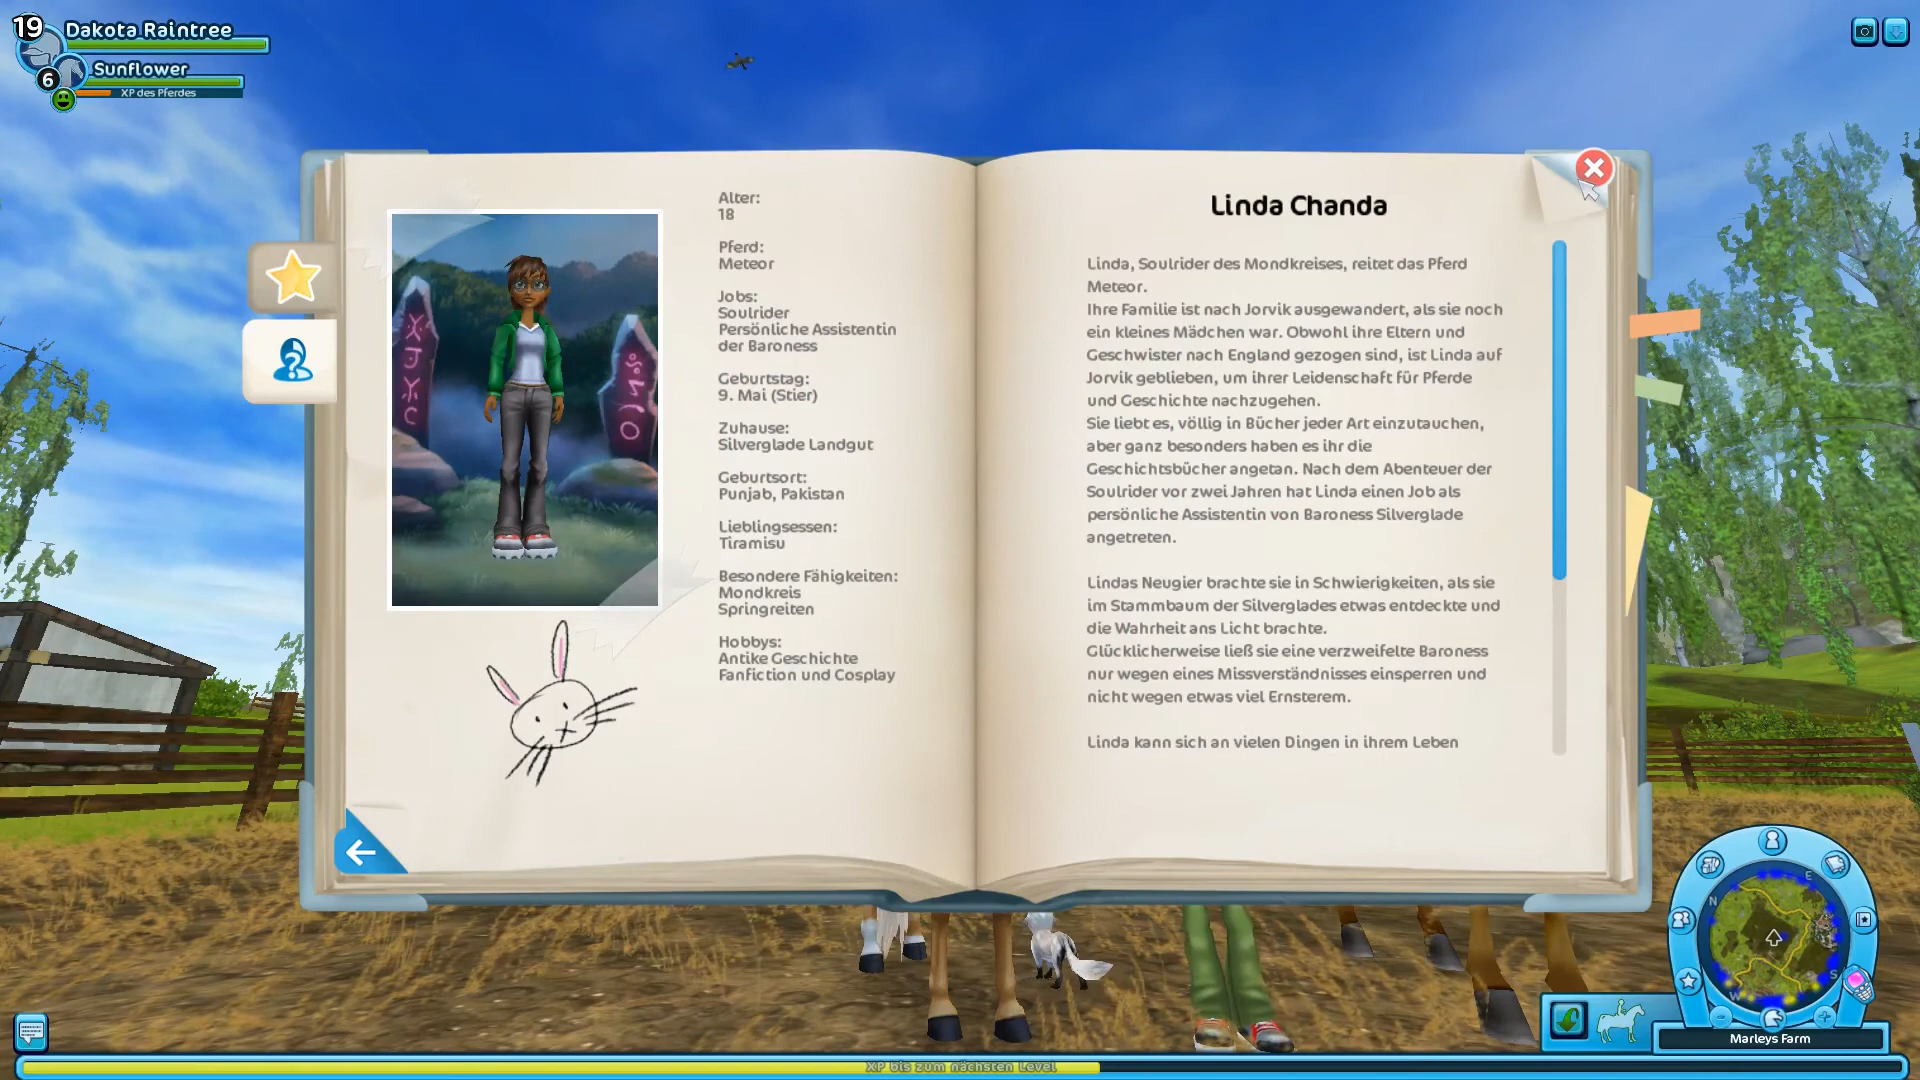 19
Dakota Raintree
Sunflower
6
XP des Pferdes
Alter:
18
Pferd:
Meteor
Jobs:
Soulrider
Persönliche Assistentin
der Baroness
Geburtstag:
9. Mai (Stier)
Zuhause:
Silverglade Landgut
Geburtsort:
Punjab, Pakistan
Lieblingsessen:
Tiramisu
Besondere Fähigkeiten:
Mondkreis
Springreiten
Hobbys:
Antike Geschichte
Fanfiction und Cosplay
Linda Chanda
Linda, Soulrider des Mondkreises, reitet das Pferd
Meteor.
Ihre Familie ist nach Jorvik ausgewandert, als sie noch
ein kleines Mädchen war. Obwohl ihre Eltern und
Geschwister nach England gezogen sind, ist Linda auf
Jorvik geblieben, um ihrer Leidenschaft für Pferde
und Geschichte nachzugehen.
Sie liebt es, völlig in Bücher jeder Art einzutauchen,
aber ganz besonders haben es ihr die
Geschichtsbücher angetan. Nach dem Abenteuer der
Soulrider vor zwei Jahren hat Linda einen Job als
persönliche Assistentin von Baroness Silverglade
angetreten.
Lindas Neugier brachte sie in Schwierigkeiten, als sie
im Stammbaum der Silverglades etwas entdeckte und
die Wahrheit ans Licht brachte.
Glücklicherweise ließ sie eine verzweifelte Baroness
nur wegen eines Missverständnisses einsperren und
nicht wegen etwas viel Ernsterem.
Linda kann sich an vielen Dingen in ihrem Leben
N
E
S
W
Marleys Farm
XP bis zum nächsten Level